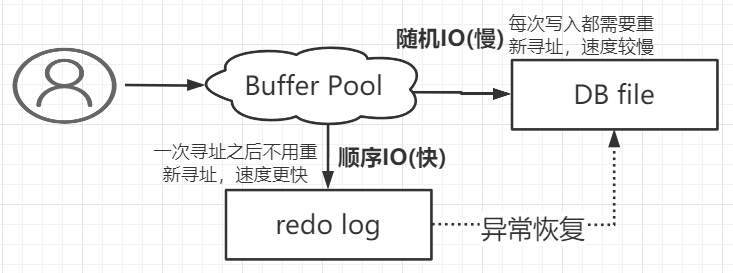 每次写入都需要重
新寻址，速度较慢
随机IO(慢)
Buffer Pool
DB file
一次寻址之后不用重
新寻址，速度更快
顺序IO(快)
redo log
异常恢复